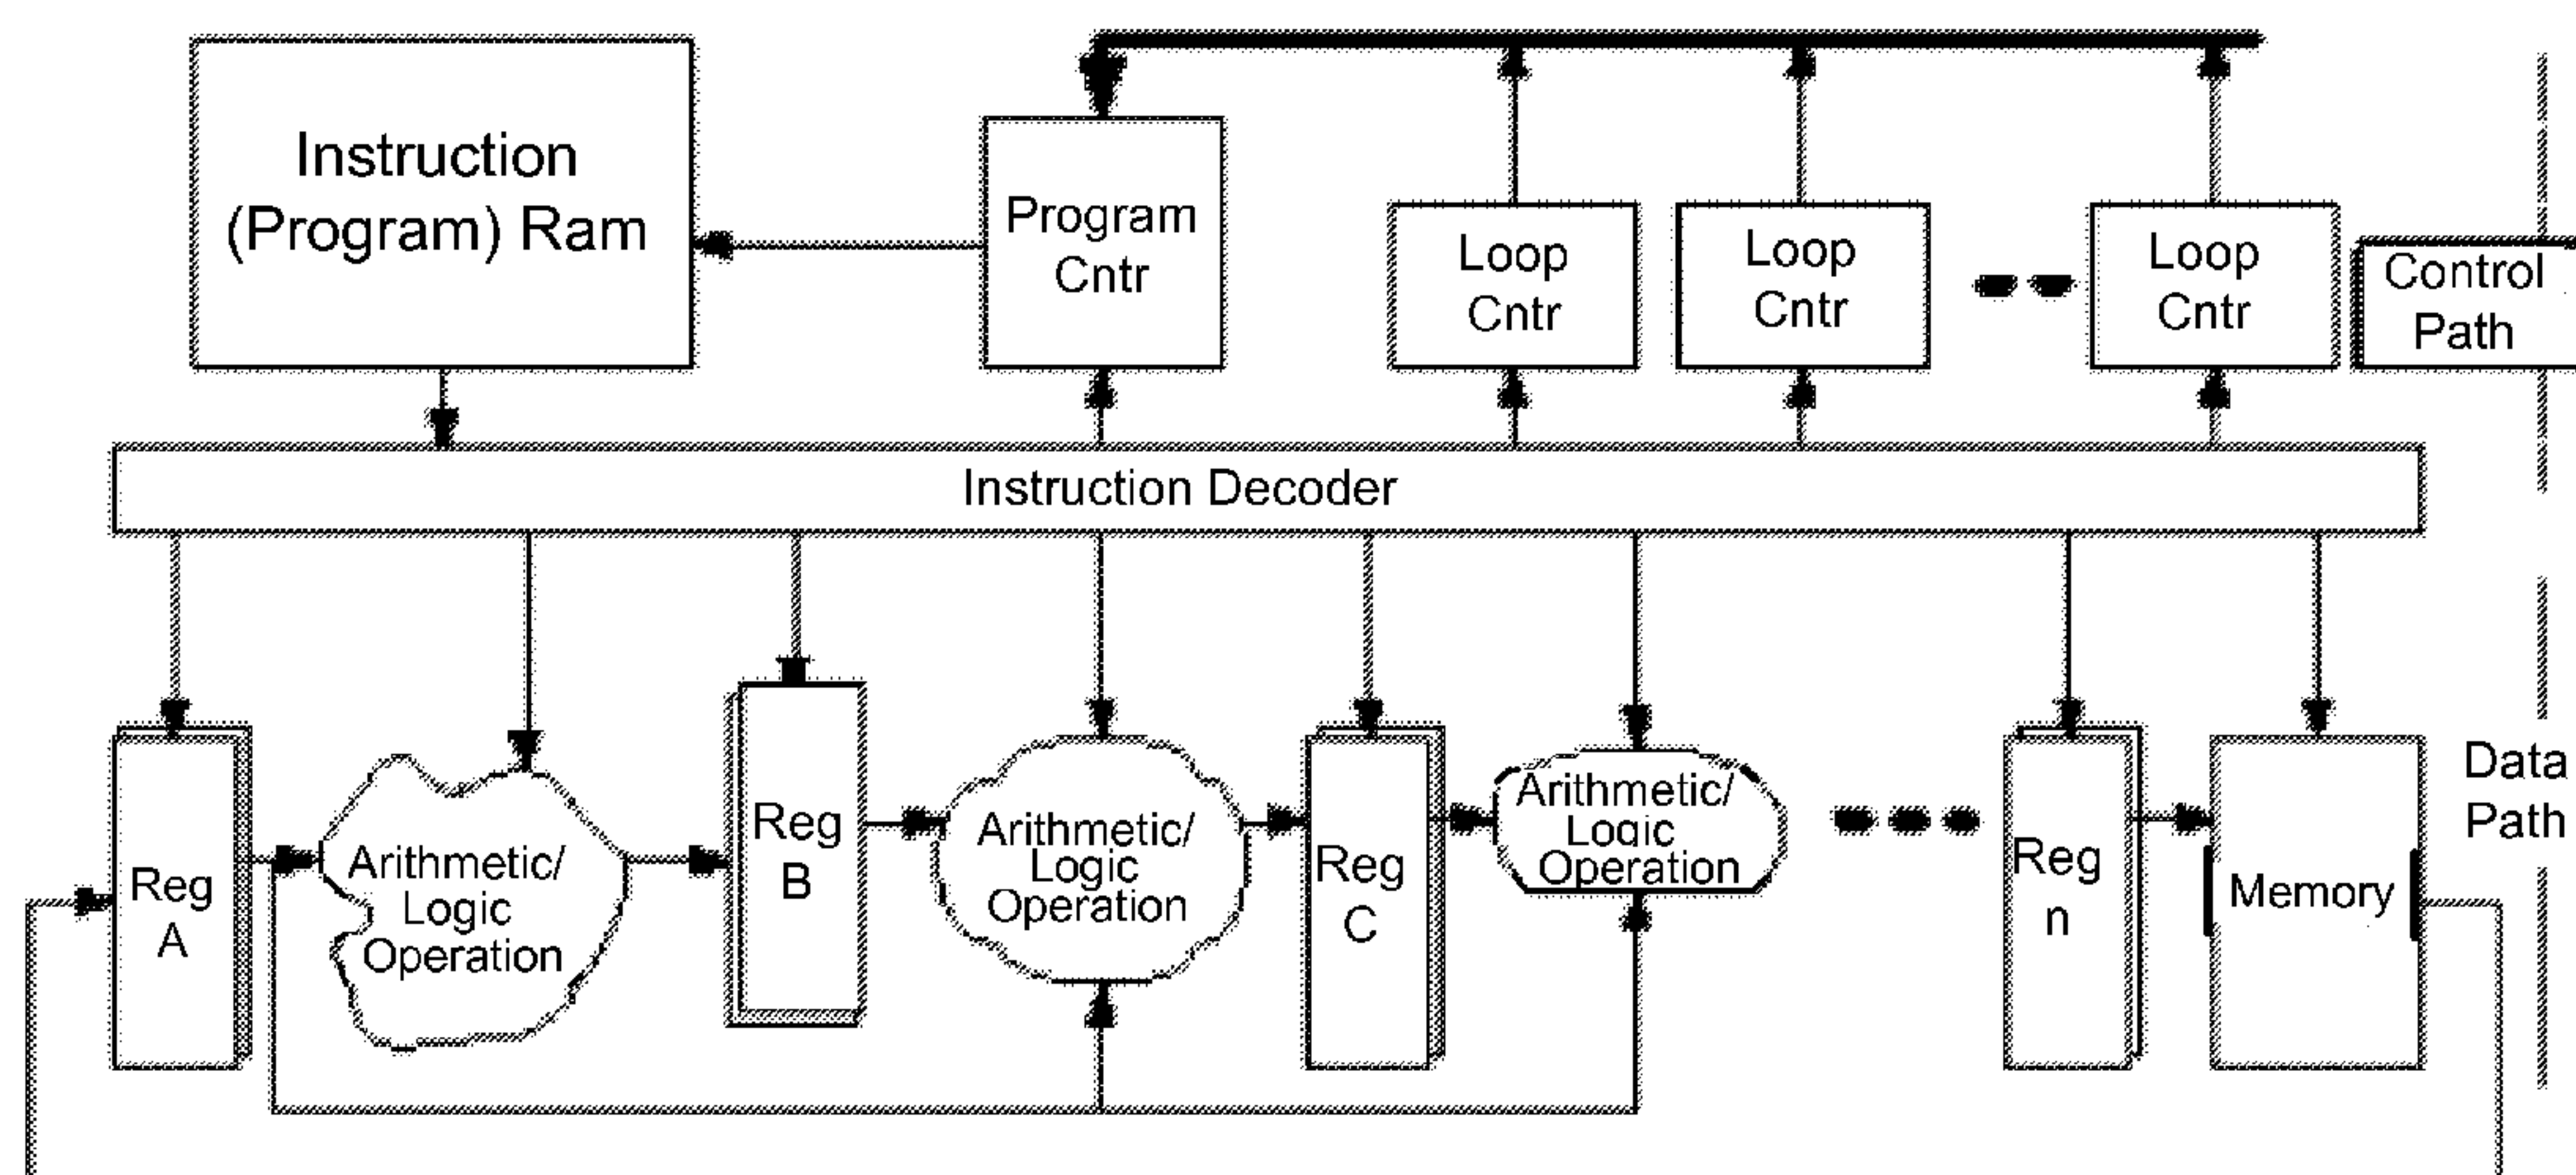 Instruction
(Program) Ram
Program
Cntr
Loop
Cntr
Loop
Cntr
Loop
Cntr
Control
Path
Instruction Decoder
Reg
A
Arithmetic/
Logic
Operation
Reg
B
Arithmetic/
Logic
Operation
Reg
C
Arithmetic/
Logic
Operation
Reg
n
Memory
Data
Path